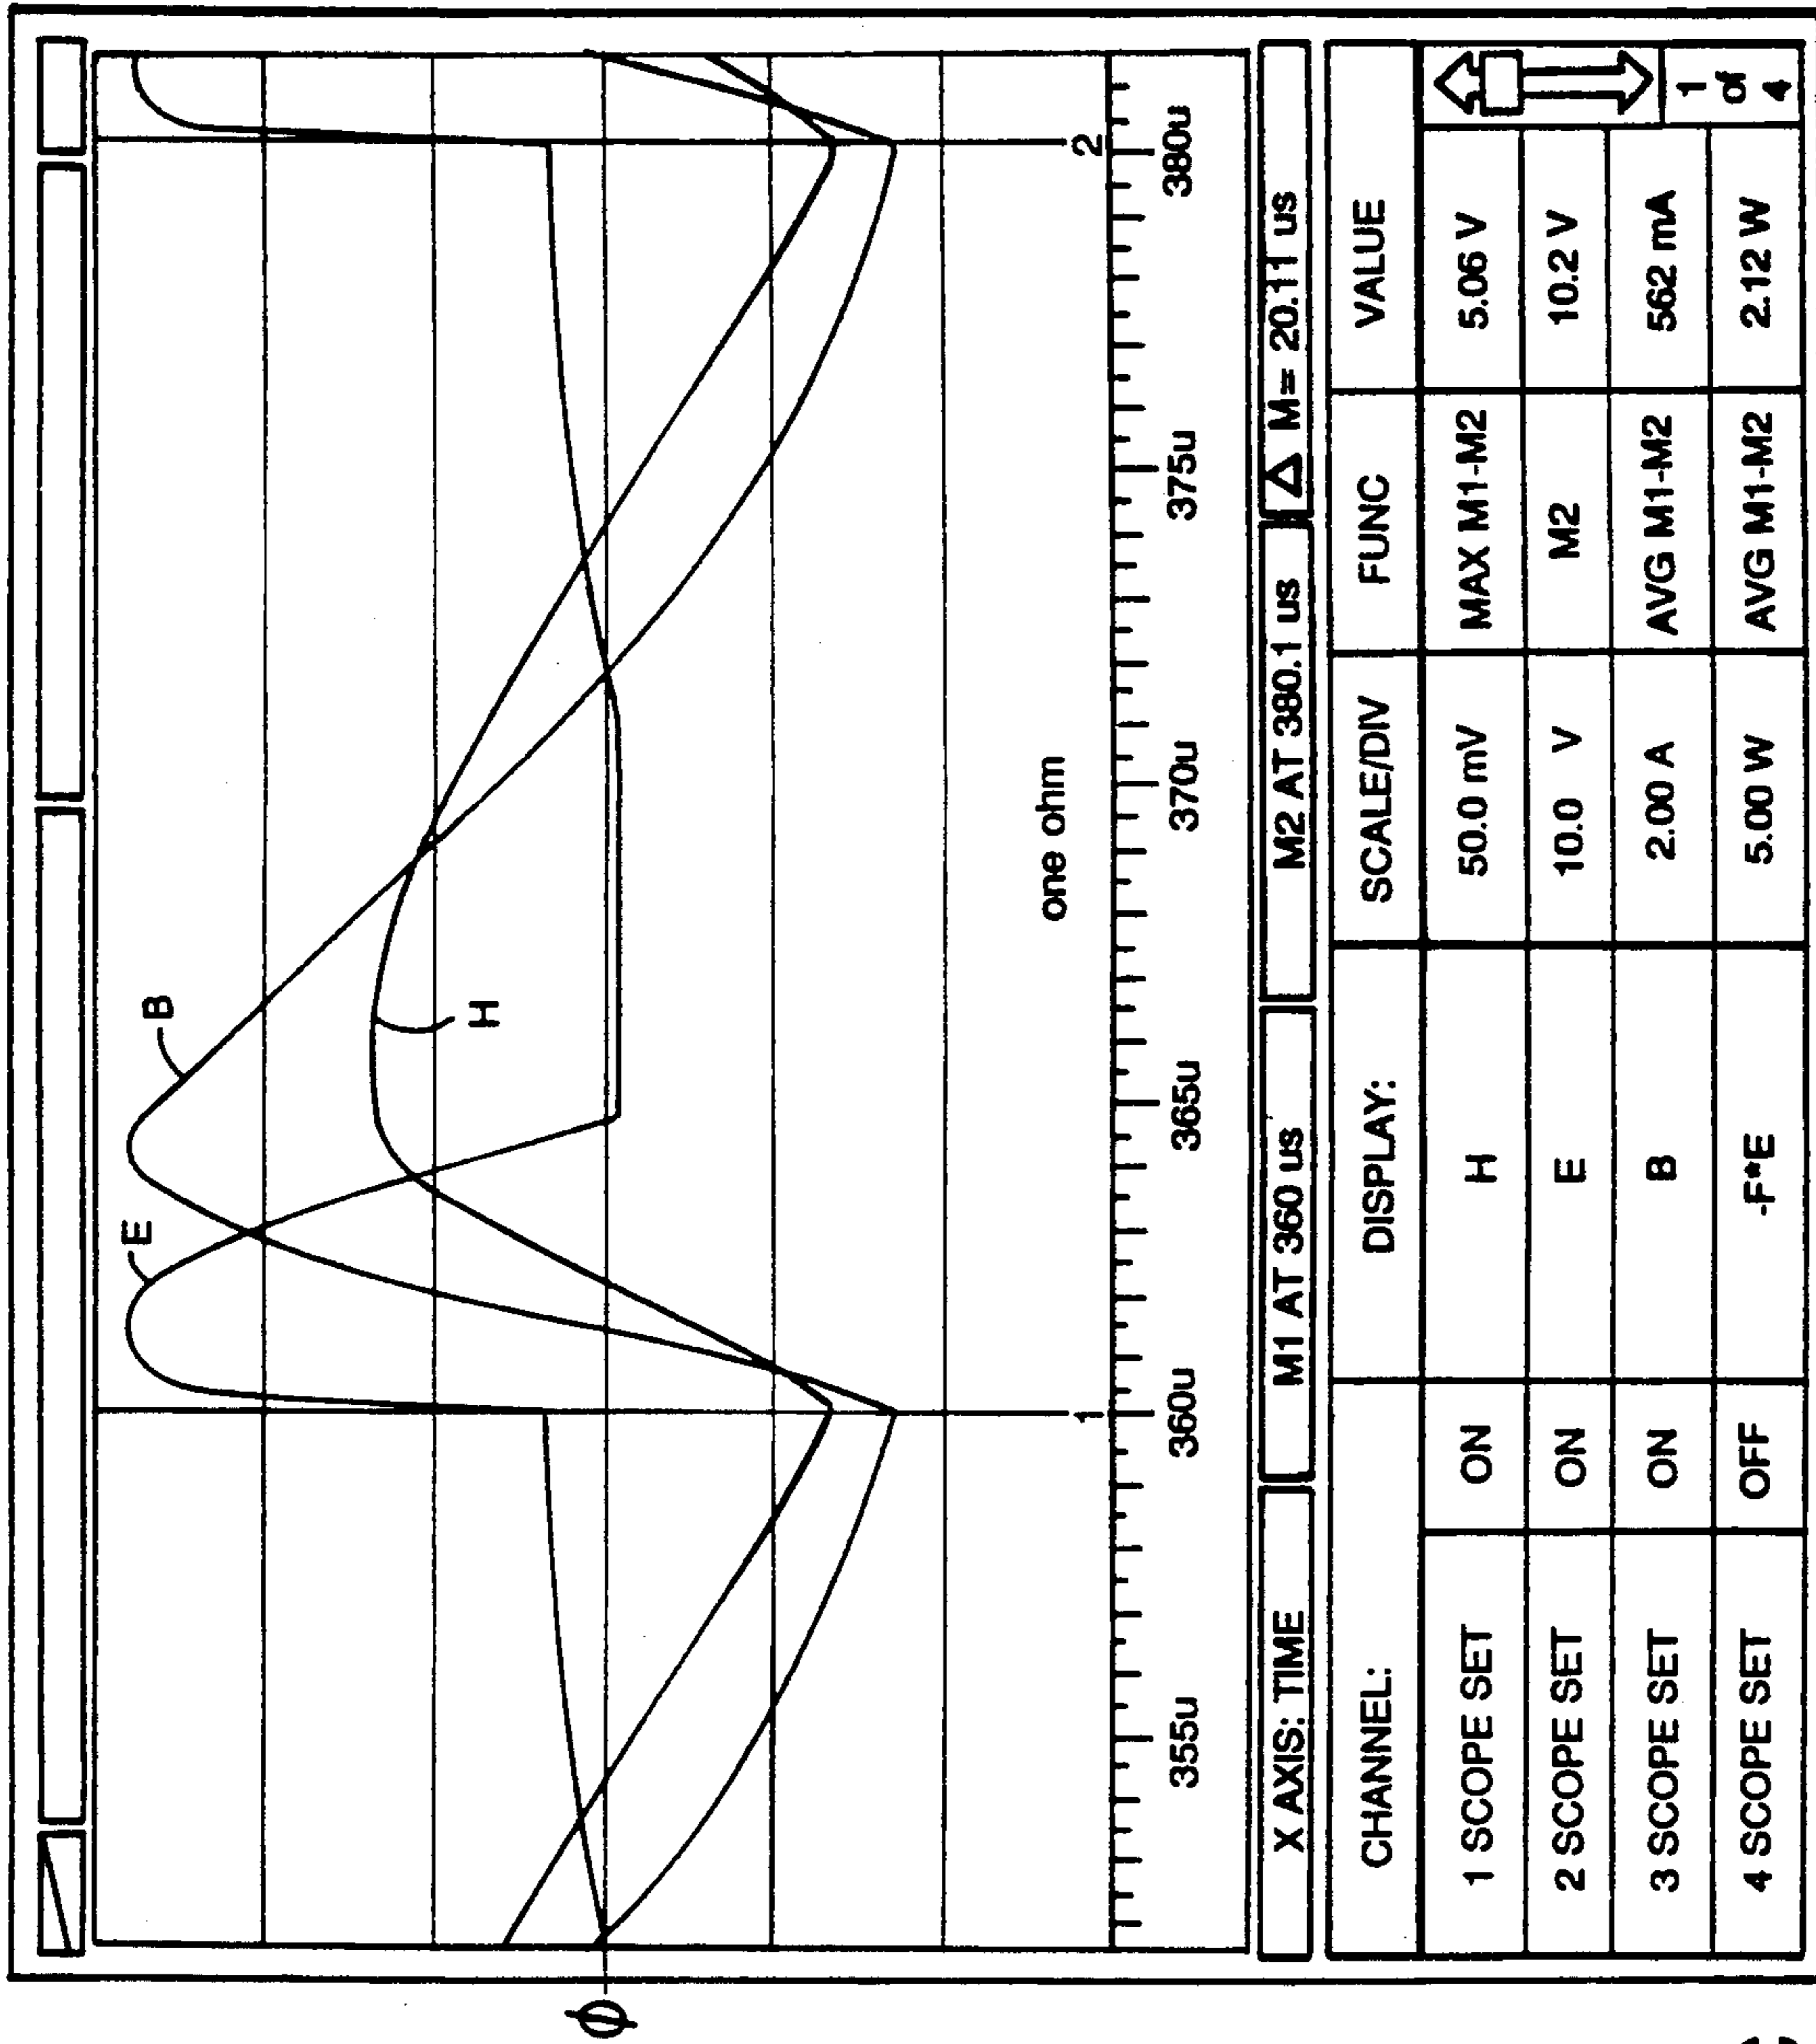 E
B
H
ϕ
one ohm
1
2
355u 360u 365u 370u 375u 380u
X AXIS: TIME M1 AT 360 us M2 AT 380.1 us Δ M= 20.11 us
CHANNEL: DISPLAY: SCALE/DIV FUNC VALUE
1 SCOPE SET ON H 50.0 mV MAX M1-M2 5.06 V
2 SCOPE SET ON E 10.0 V M2 10.2 V
3 SCOPE SET ON B 2.00 A AVG M1-M2 562 mA
4 SCOPE SET OFF -F*E 5.00 W AVG M1-M2 2.12 W
1
of
4